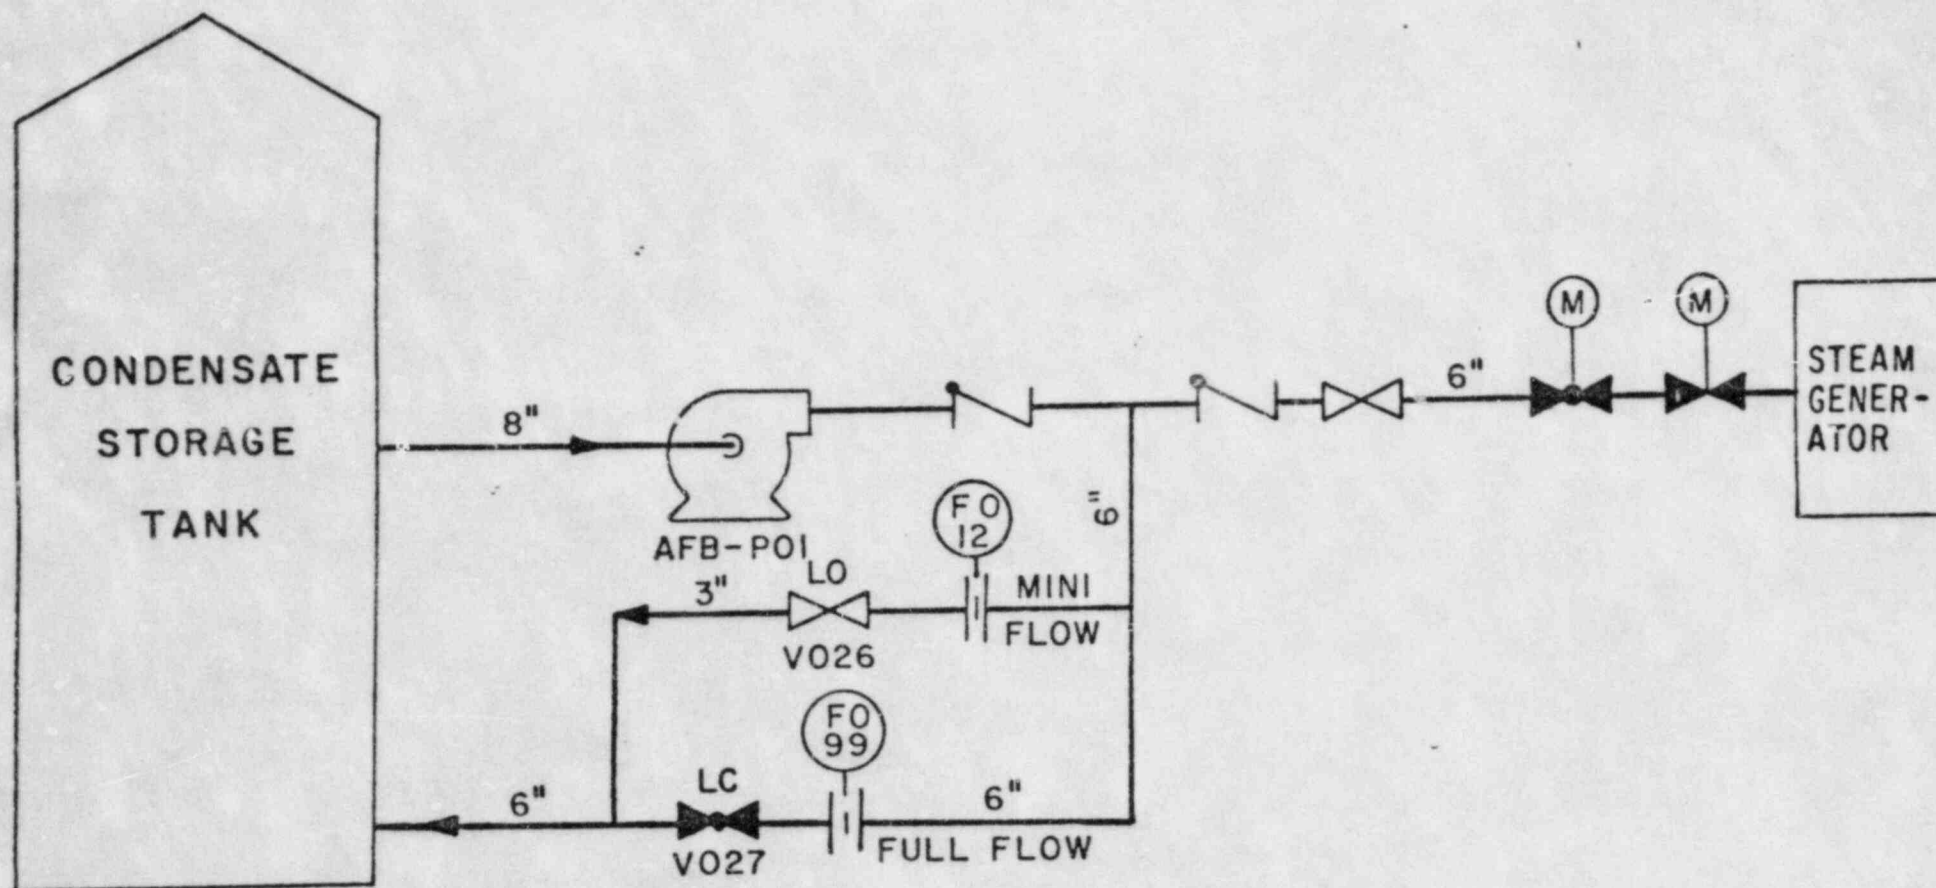 CONDENSATE
STORAGE
TANK
8"
AFB-P01
6"
M
M
STEAM
GENER-
ATOR
6"
FO
12
LO
3"
MINI
FLOW
V026
FO
99
LC
6"
6"
V027
FULL FLOW